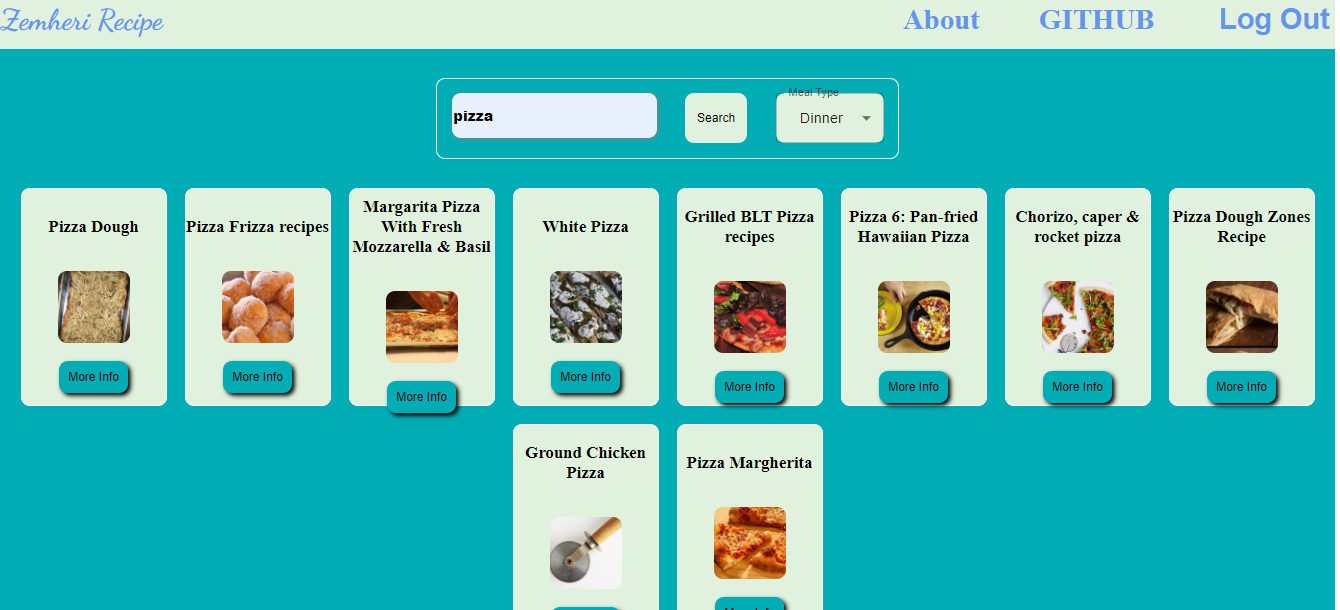 Zemheri Recipe
About
GITHUB
Log Out
pizza
Search
Meal Type
Dinner
Pizza Dough
More Info
Pizza Frizza recipes
More Info
Margarita Pizza
With Fresh
Mozzarella & Basil
More Info
White Pizza
More Info
Grilled BLT Pizza
recipes
More Info
Pizza 6: Pan-fried
Hawaiian Pizza
More Info
Chorizo, caper &
rocket pizza
More Info
Pizza Dough Zones
Recipe
More Info
Ground Chicken
Pizza
Pizza Margherita